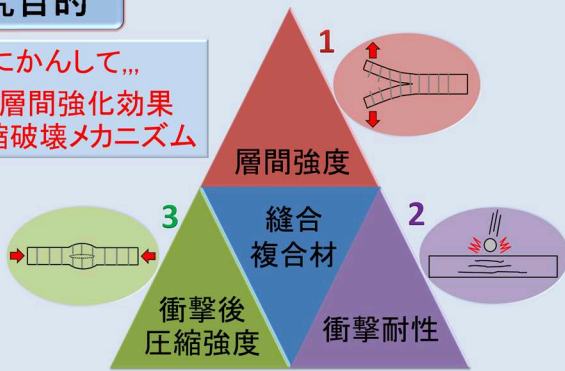 究目的
にかんして,,,
層間強化効果
縮破壊メカニズム
1
層間強度
3
縫合
複合材
2
衝撃後
圧縮強度
衝撃耐性